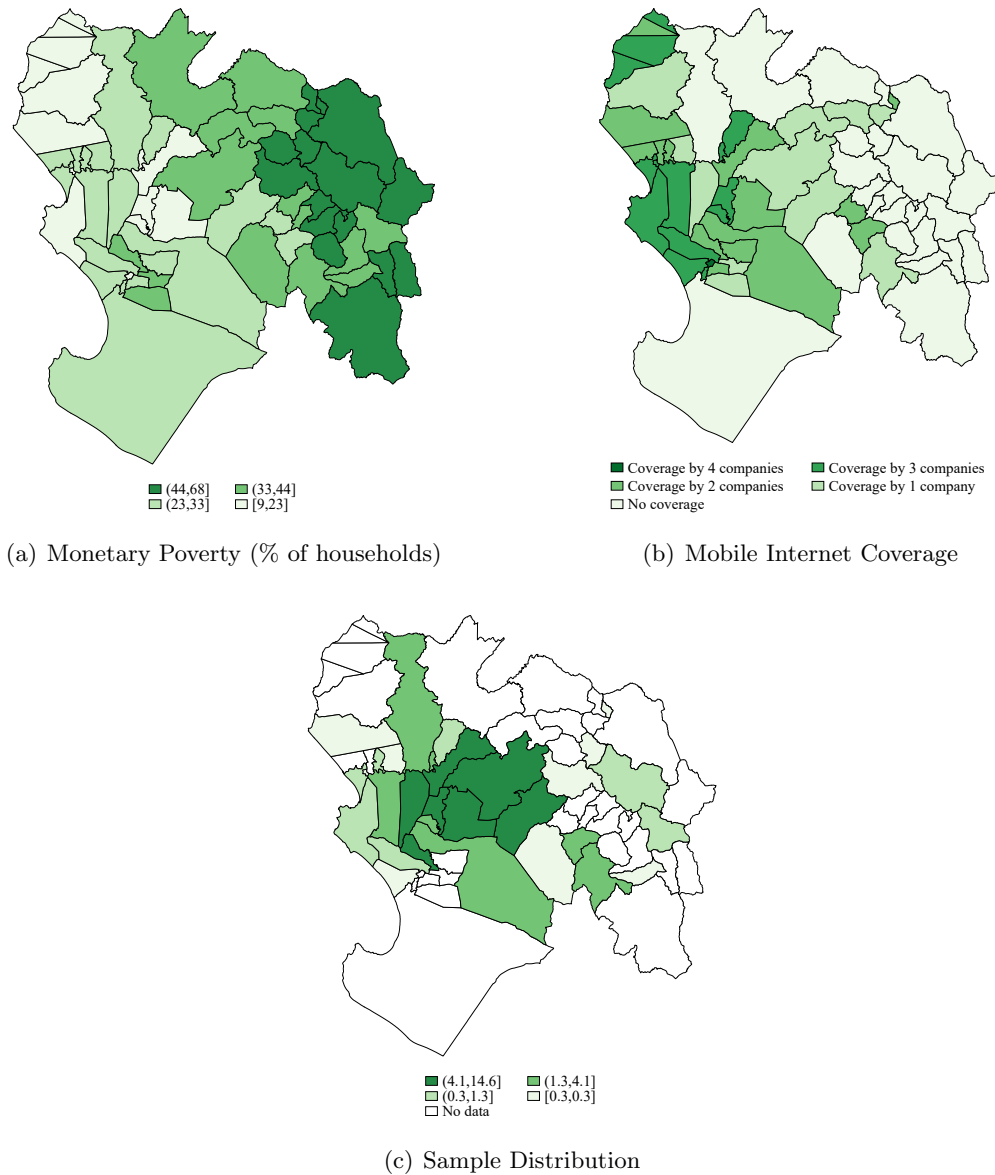 (44,68] (33,44]
(23,33] [9,23]
(a) Monetary Poverty (% of households)
Coverage by 4 companies Coverage by 3 companies
Coverage by 2 companies Coverage by 1 company
No coverage
(b) Mobile Internet Coverage
(4.1,14.6] (1.3,4.1]
(0.3,1.3] [0.3,0.3]
No data
(c) Sample Distribution